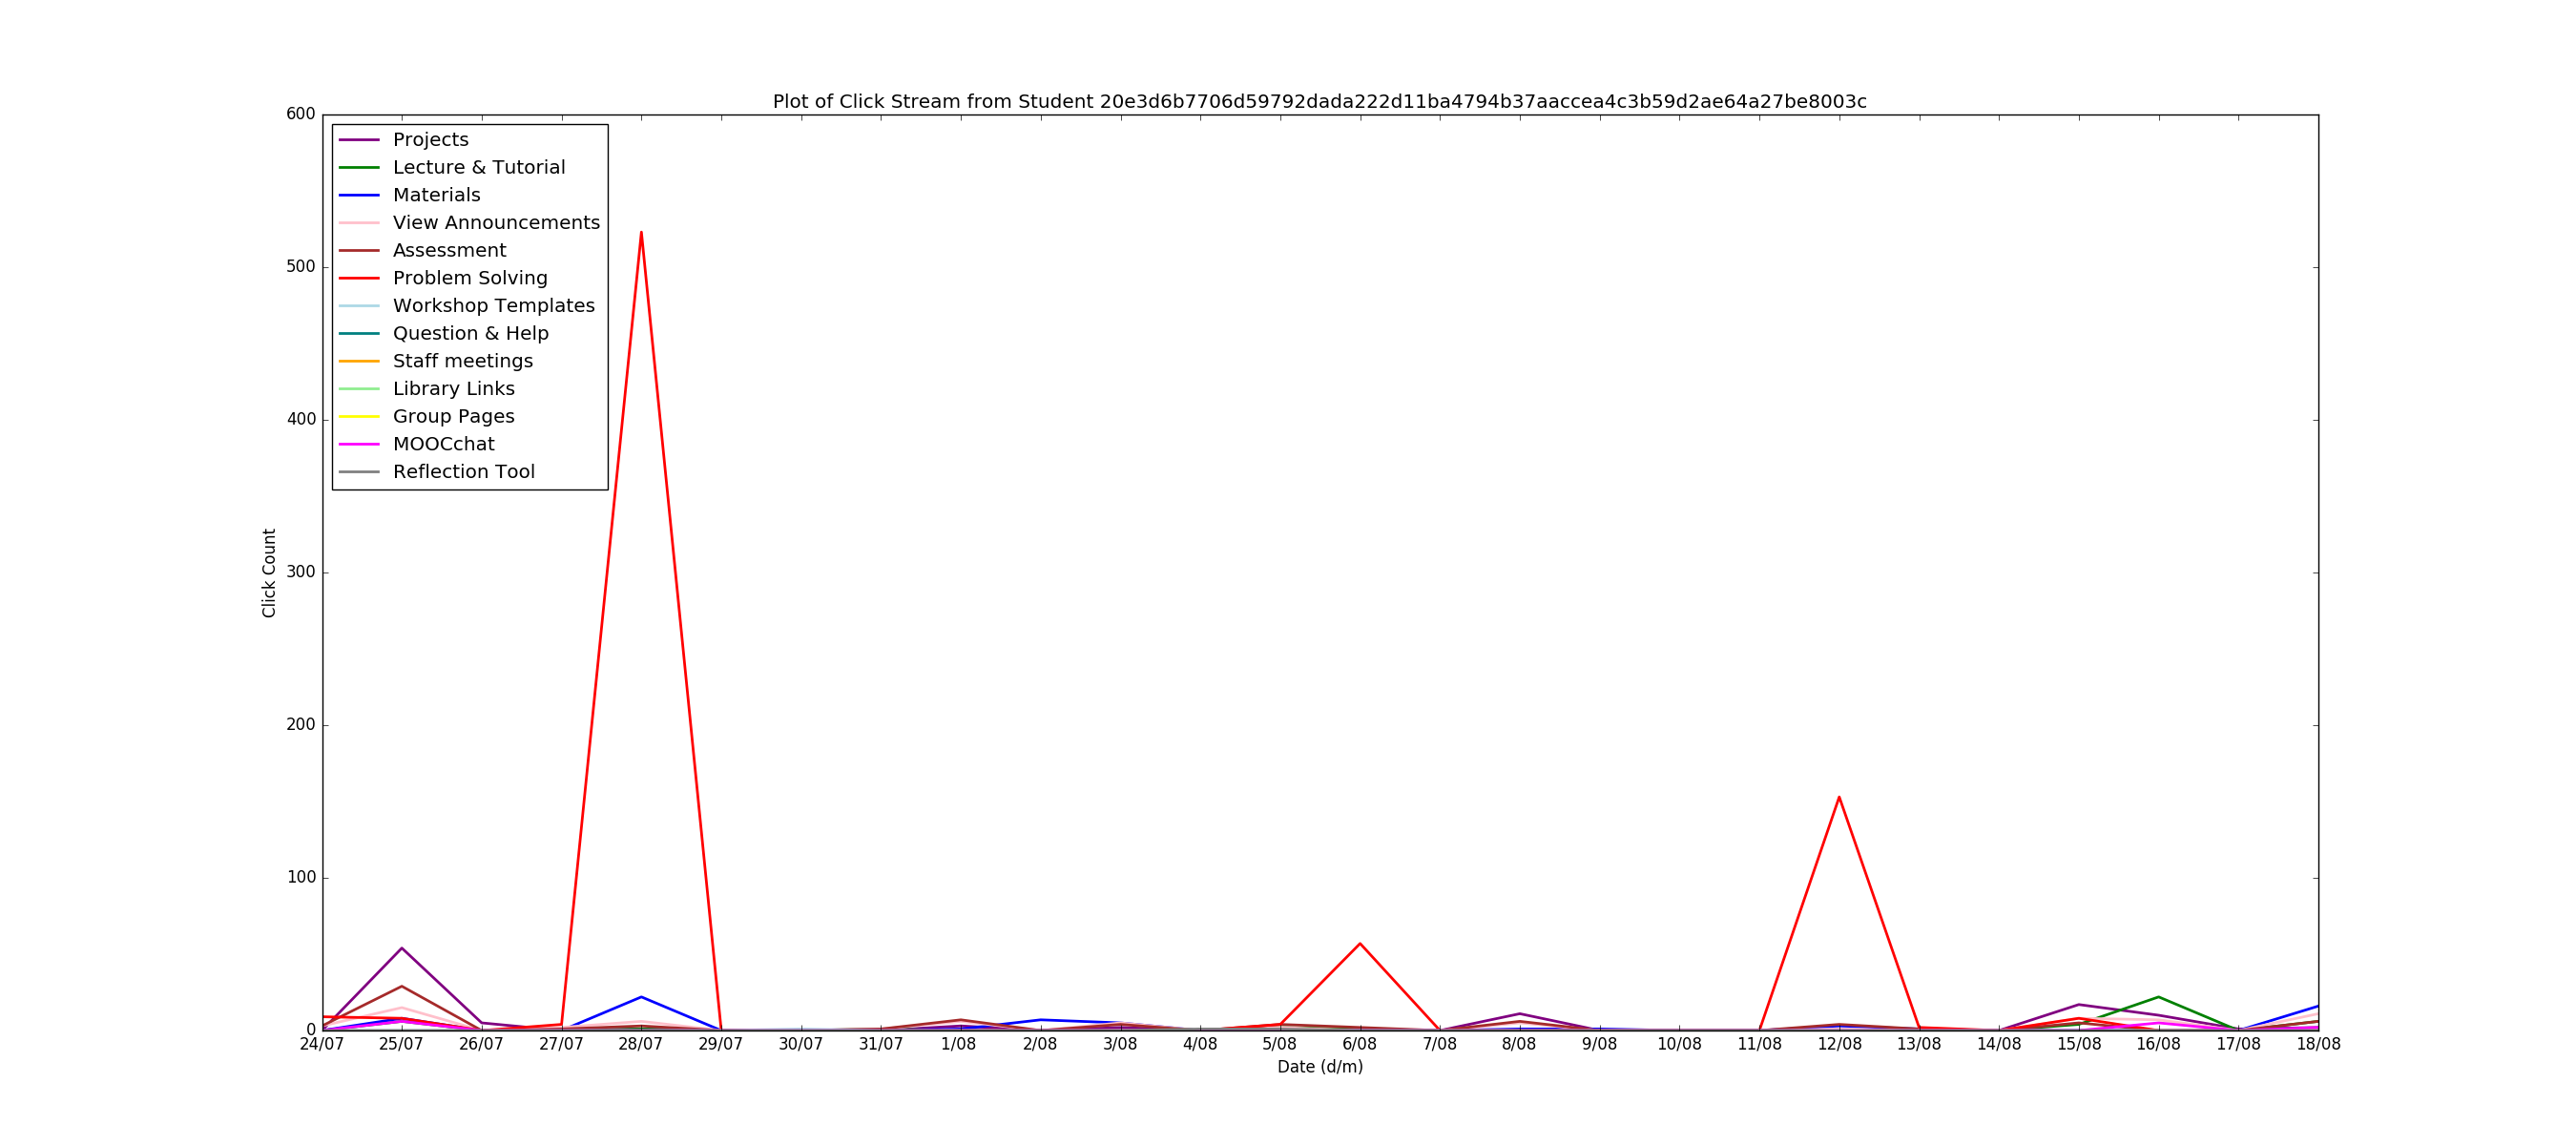 Plot of Click Stream from Student 20e3d6b7706d59792dada222d11ba4794b37aaccea4c3b59d2ae64a27be8003c
600
500
400
300
200
100
0
Click Count
Projects
Lecture & Tutorial
Materials
View Announcements
Assessment
Problem Solving
Workshop Templates
Question & Help
Staff meetings
Library Links
Group Pages
MOOCchat
Reflection Tool
24/07 25/07 26/07 27/07 28/07 29/07 30/07 31/07 1/08 2/08 3/08 4/08 5/08 6/08 7/08 8/08 9/08 10/08 11/08 12/08 13/08 14/08 15/08 16/08 17/08 18/08
Date (d/m)